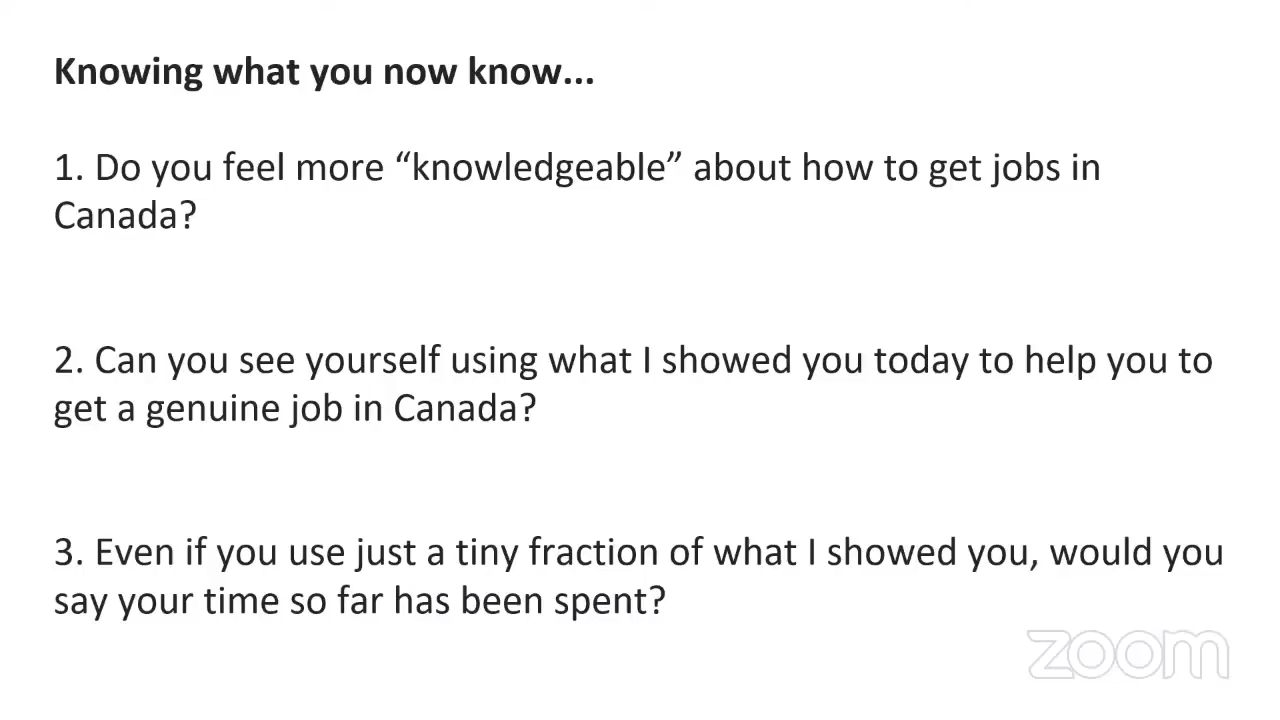 Knowing what you now know...
1. Do you feel more “knowledgeable” about how to get jobs in
Canada?
2. Can you see yourself using what I showed you today to help you to
get a genuine job in Canada?
3. Even if you use just a tiny fraction of what I showed you, would you
say your time so far has been spent?
zoom